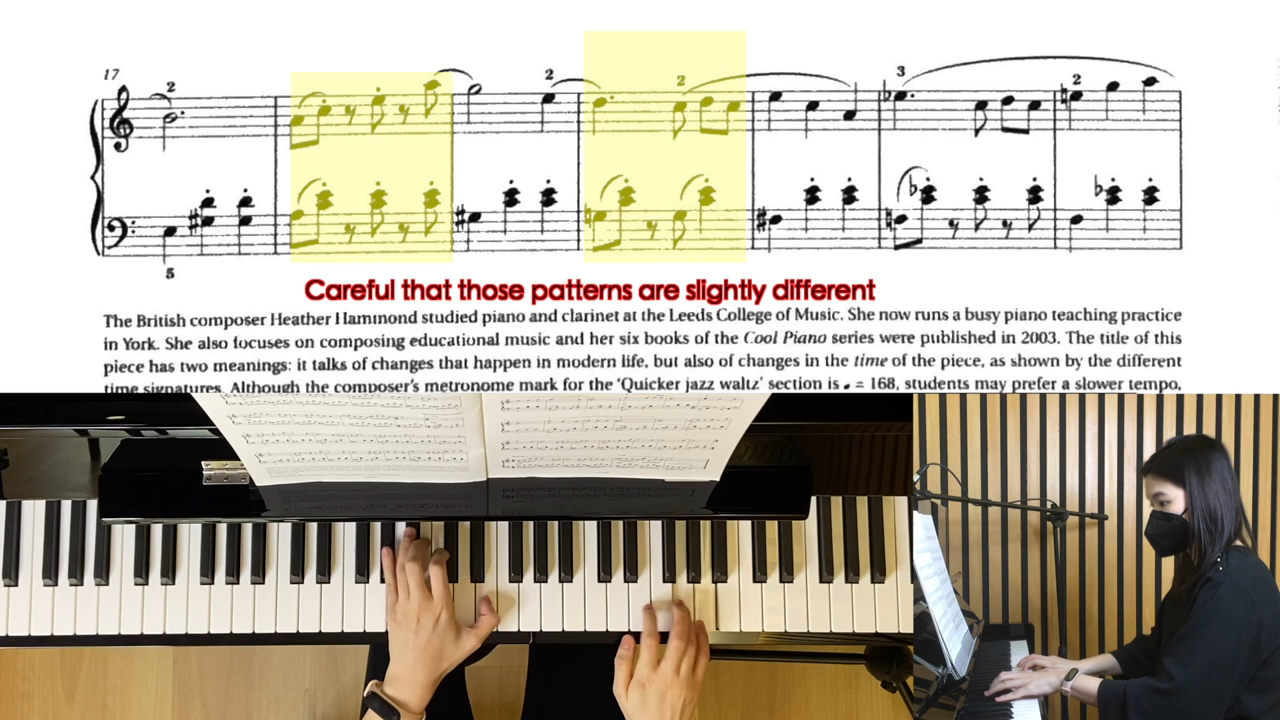 17
2
2
2
3
2
5
Careful that those patterns are slightly different
The British composer Heather Hammond studied piano and clarinet at the Leeds College of Music. She now runs a busy piano teaching practice
in York. She also focuses on composing educational music and her six books of the Cool Piano series were published in 2003. The title of this
piece has two meanings: it talks of changes that happen in modern life, but also of changes in the time of the piece, as shown by the different
time signatures. Although the composer's metronome mark for the 'Quicker jazz waltz' section is ♩ = 168, students may prefer a slower tempo,